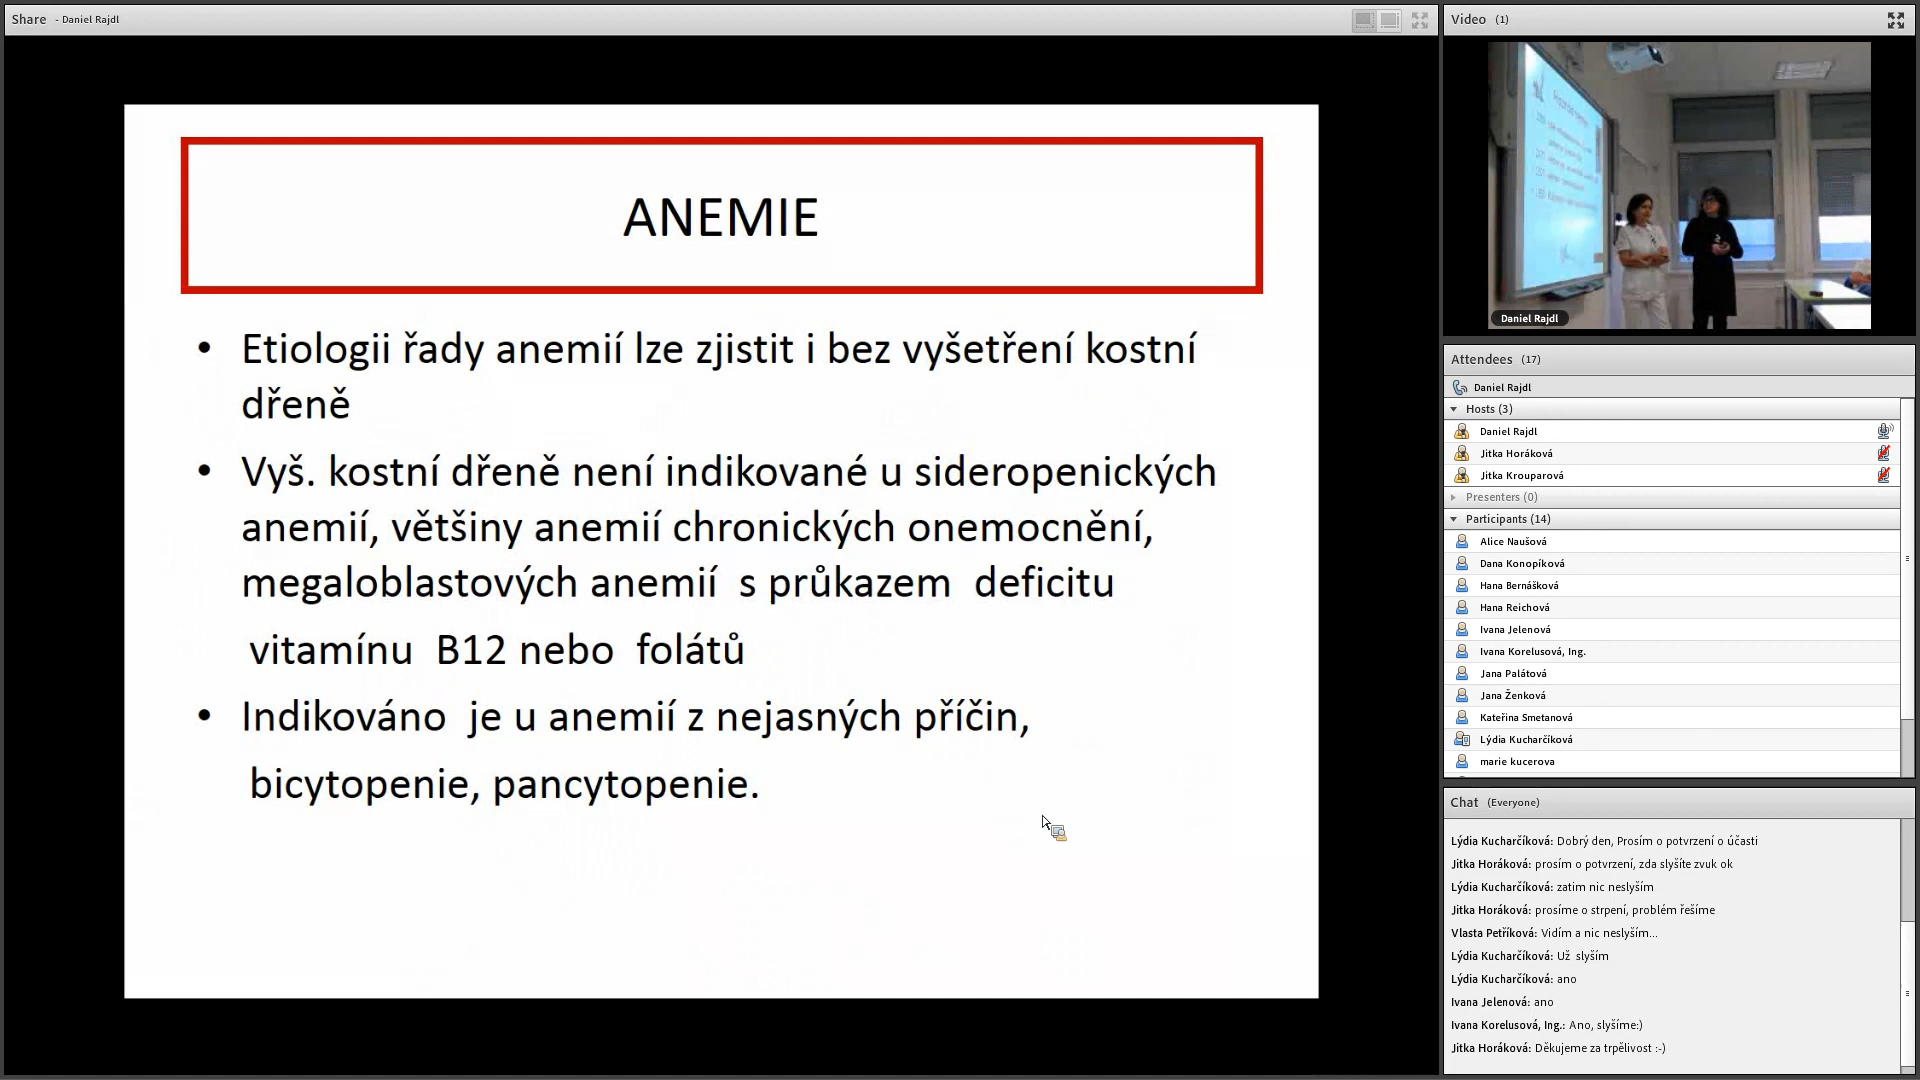 Share - Daniel Rajdl
ANEMIE
• Etiologii řady anemií lze zjistit i bez vyšetření kostní
dřeně
• Vyš. kostní dřeně není indikované u sideropenických
anemií, většiny anemií chronických onemocnění,
megaloblastových anemií s průkazem deficitu
vitamínu B12 nebo folátů
• Indikováno je u anemií z nejasných příčin,
bicytopenie, pancytopenie.
Video (1)
Daniel Rajdl
Attendees (17)
Daniel Rajdl
Hosts (3)
Daniel Rajdl
Jitka Horáková
Jitka Krouparová
Presenters (0)
Participants (14)
Alice Naušová
Dana Konopíková
Hana Bernášková
Hana Reichová
Ivana Jelenová
Ivana Korelusová, Ing.
Jana Palátová
Jana Ženková
Kateřina Smetanová
Lýdia Kucharčíková
marie kucerova
Chat (Everyone)
Lýdia Kucharčíková: Dobrý den, Prosím o potvrzení o účasti
Jitka Horáková: prosím o potvrzení, zda slyšíte zvuk ok
Lýdia Kucharčíková: zatim nic neslyším
Jitka Horáková: prosíme o strpení, problém řešíme
Vlasta Petříková: Vidím a nic neslyším...
Lýdia Kucharčíková: Už slyším
Lýdia Kucharčíková: ano
Ivana Jelenová: ano
Ivana Korelusová, Ing.: Ano, slyšíme:)
Jitka Horáková: Děkujeme za trpělivost :-)